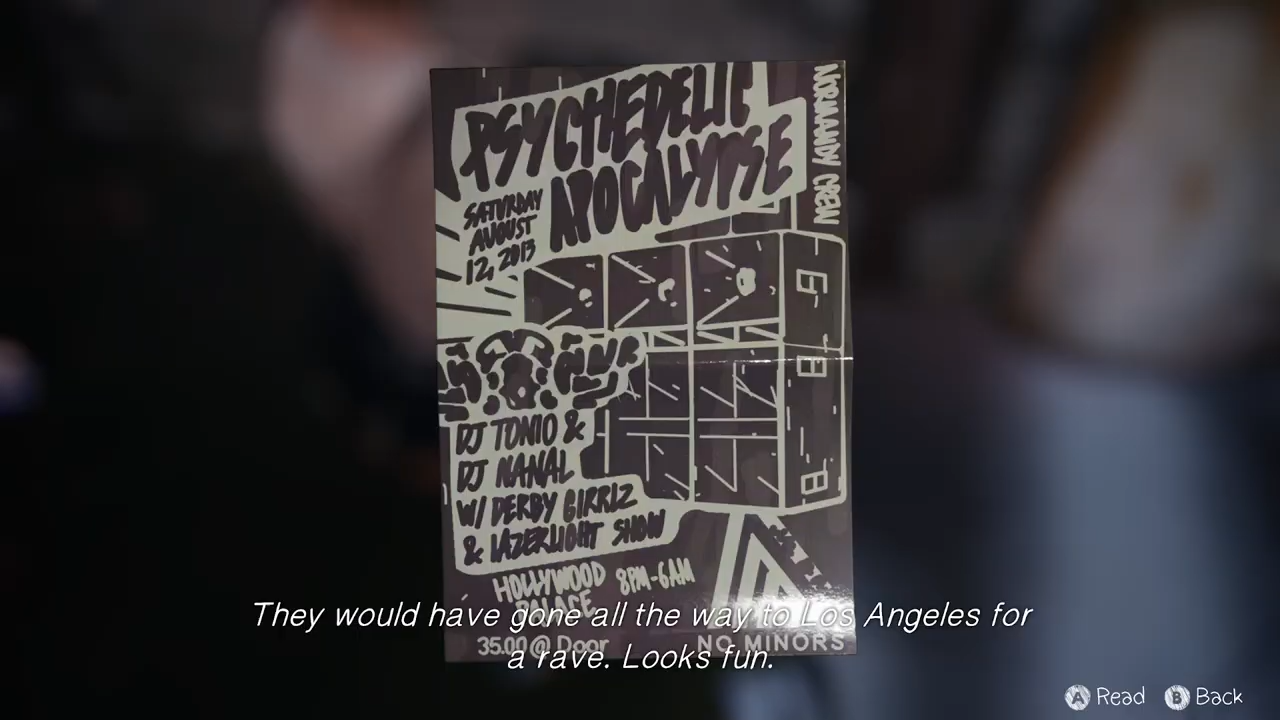 PSYCHEDELIC
APOCALYPSE
NORMANDY CREW
SATURDAY
AUGUST
12, 2013
DJ TONIO &
DJ NANAL
W/ DERBY GIRRLZ
& LAZERLIGHT SHOW
HOLLYWOOD
PALACE
8PM-6AM
35.00 @ Door
NO MINORS
They would have gone all the way to Los Angeles for
a rave. Looks fun.
A Read B Back